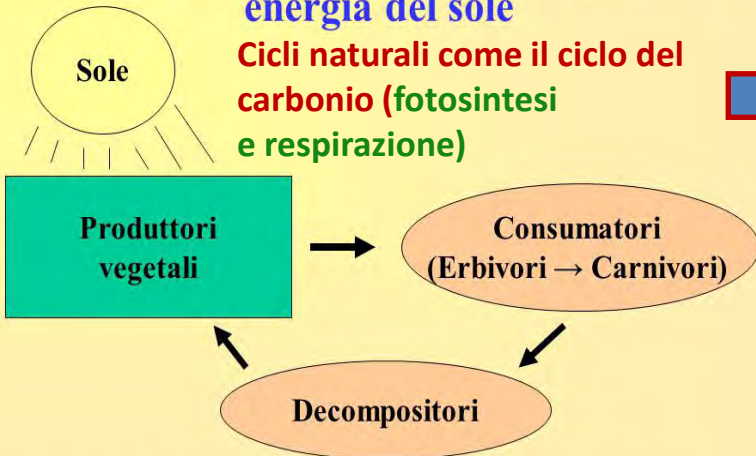 energia del sole
Cicli naturali come il ciclo del
carbonio (fotosintesi
e respirazione)
Sole
Produttori
vegetali
Consumatori
(Erbivori → Carnivori)
Decompositori